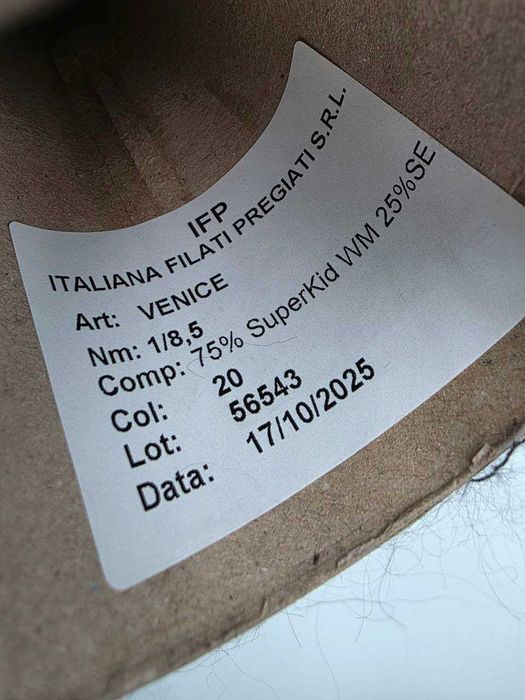 IFP
ITALIANA FILATI PREGIATI S.R.L.
Art: VENICE
Nm: 1/8,5
Comp: 75% SuperKid WM 25%SE
Col: 20
Lot: 56543
Data: 17/10/2025